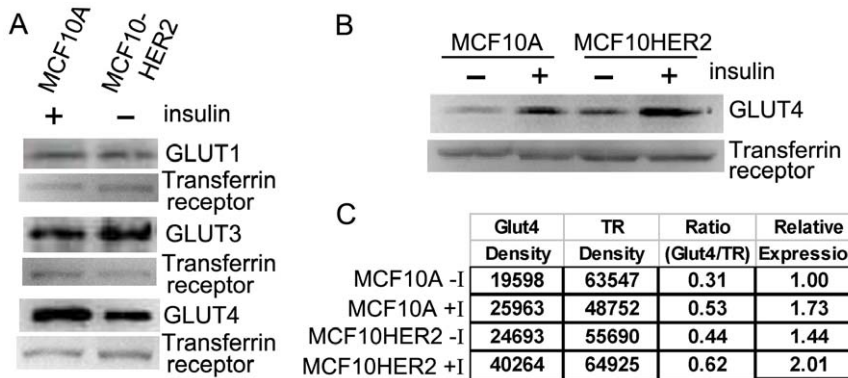 A
MCF10A
MCF10-
HER2
+ − insulin
GLUT1
Transferrin
receptor
GLUT3
Transferrin
receptor
GLUT4
Transferrin
receptor
B
MCF10A MCF10HER2
− + − + insulin
GLUT4
Transferrin
receptor
C
Glut4 TR Ratio Relative
Density Density (Glut4/TR) Expressio
MCF10A -I 19598 63547 0.31 1.00
MCF10A +I 25963 48752 0.53 1.73
MCF10HER2 -I 24693 55690 0.44 1.44
MCF10HER2 +I 40264 64925 0.62 2.01